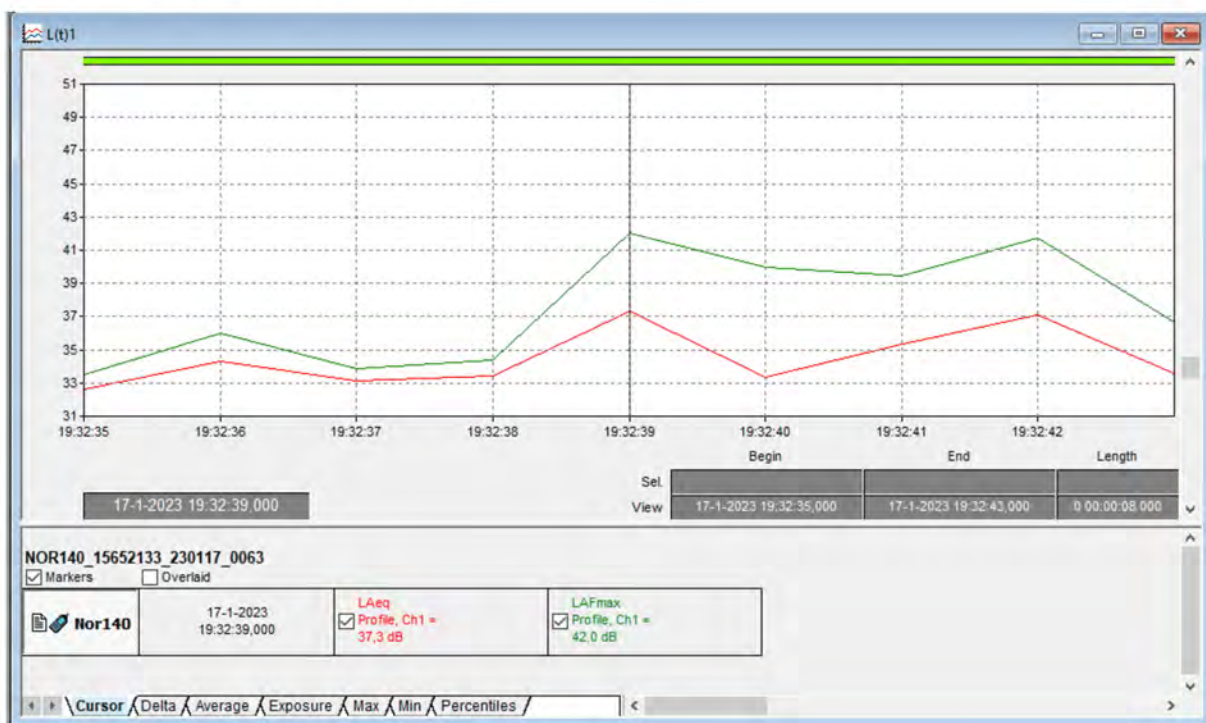 L(t)1
51
49
47
45
43
41
39
37
35
33
31
19:32:35 19:32:36 19:32:37 19:32:38 19:32:39 19:32:40 19:32:41 19:32:42
Begin End Length
Sel.
17-1-2023 19:32:39,000 View 17-1-2023 19:32:35,000 17-1-2023 19:32:43,000 0 00:00:08,000
NOR140_15652133_230117_0063
Markers Overlaid
Nor140
17-1-2023
19:32:39,000
LAeq
Profile, Ch1 =
37,3 dB
LAFmax
Profile, Ch1 =
42,0 dB
Cursor Delta Average Exposure Max Min Percentiles